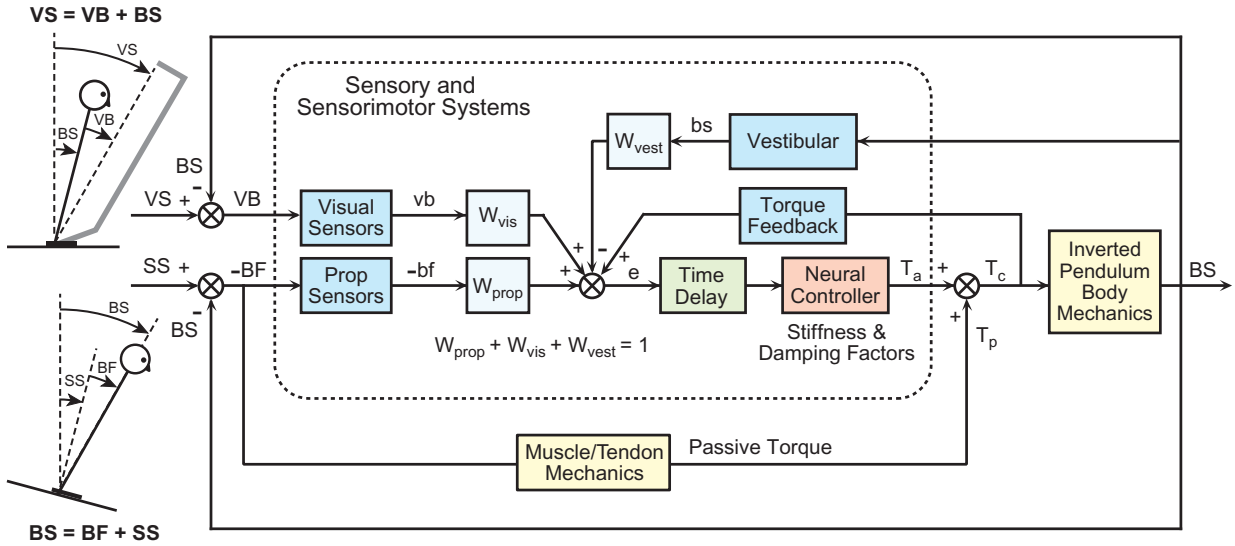 VS = VB + BS
VS
BS
VB
Sensory and
Sensorimotor Systems
W_vest
bs
Vestibular
BS
-
VS
+
VB
Visual
Sensors
vb
W_vis
Torque
Feedback
+
-
+
SS
+
-BF
Prop
Sensors
-bf
W_prop
+
e
Time
Delay
Neural
Controller
T_a
+
T_c
Inverted
Pendulum
Body
Mechanics
BS
BS
-
+
T_p
W_prop + W_vis + W_vest = 1
Stiffness &
Damping Factors
BS
SS
BF
Muscle/Tendon
Mechanics
Passive Torque
BS = BF + SS